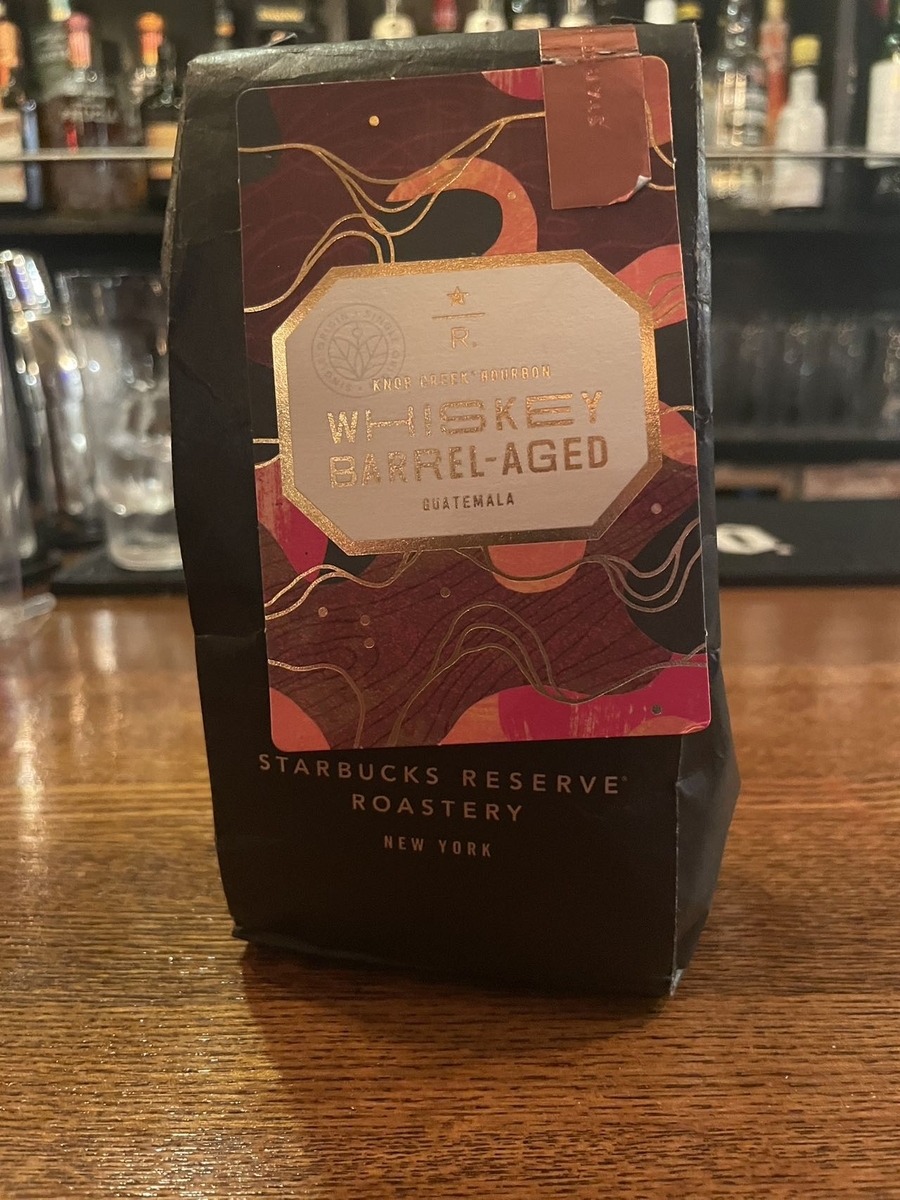 R.
KNOB CREEK® BOURBON
WHISKEY
BARREL-AGED
GUATEMALA
STARBUCKS RESERVE®
ROASTERY
NEW YORK